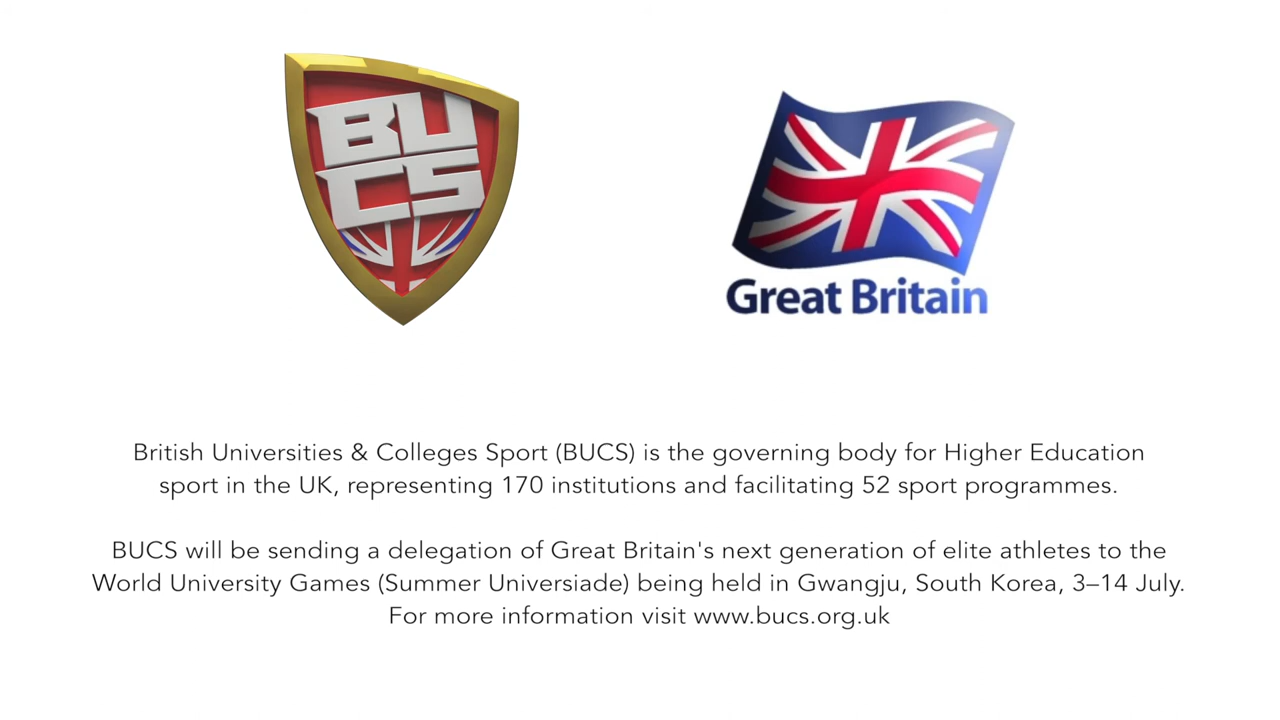 BU
CS
Great Britain
British Universities & Colleges Sport (BUCS) is the governing body for Higher Education
sport in the UK, representing 170 institutions and facilitating 52 sport programmes.
BUCS will be sending a delegation of Great Britain's next generation of elite athletes to the
World University Games (Summer Universiade) being held in Gwangju, South Korea, 3–14 July.
For more information visit www.bucs.org.uk